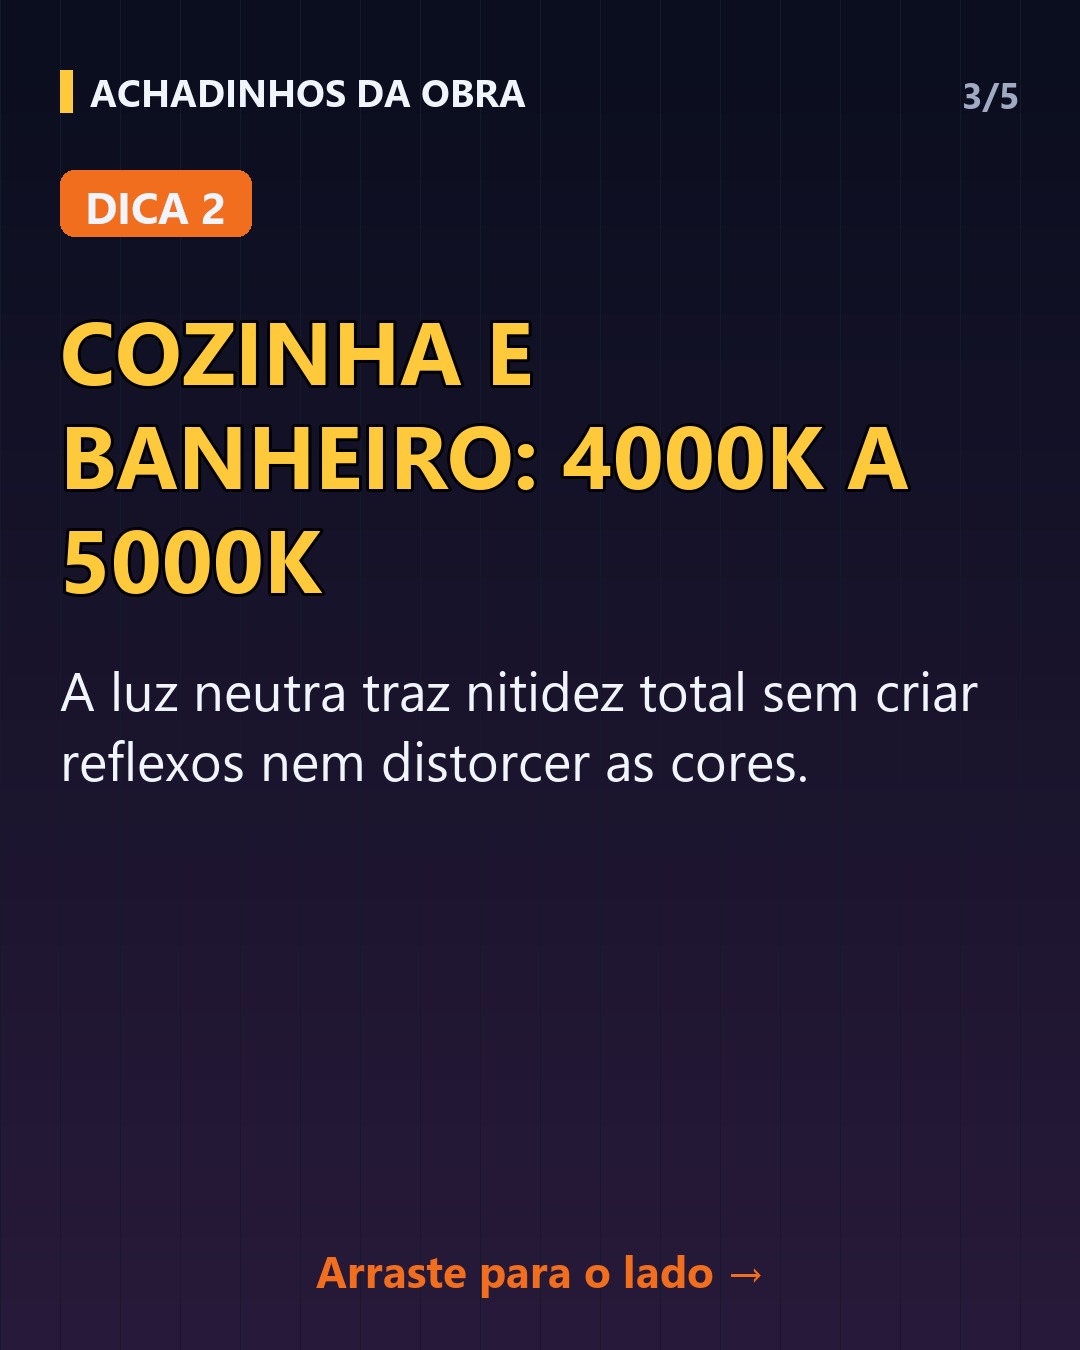 ACHADINHOS DA OBRA
3/5
DICA 2
COZINHA E
BANHEIRO: 4000K A
5000K
A luz neutra traz nitidez total sem criar
reflexos nem distorcer as cores.
Arraste para o lado →